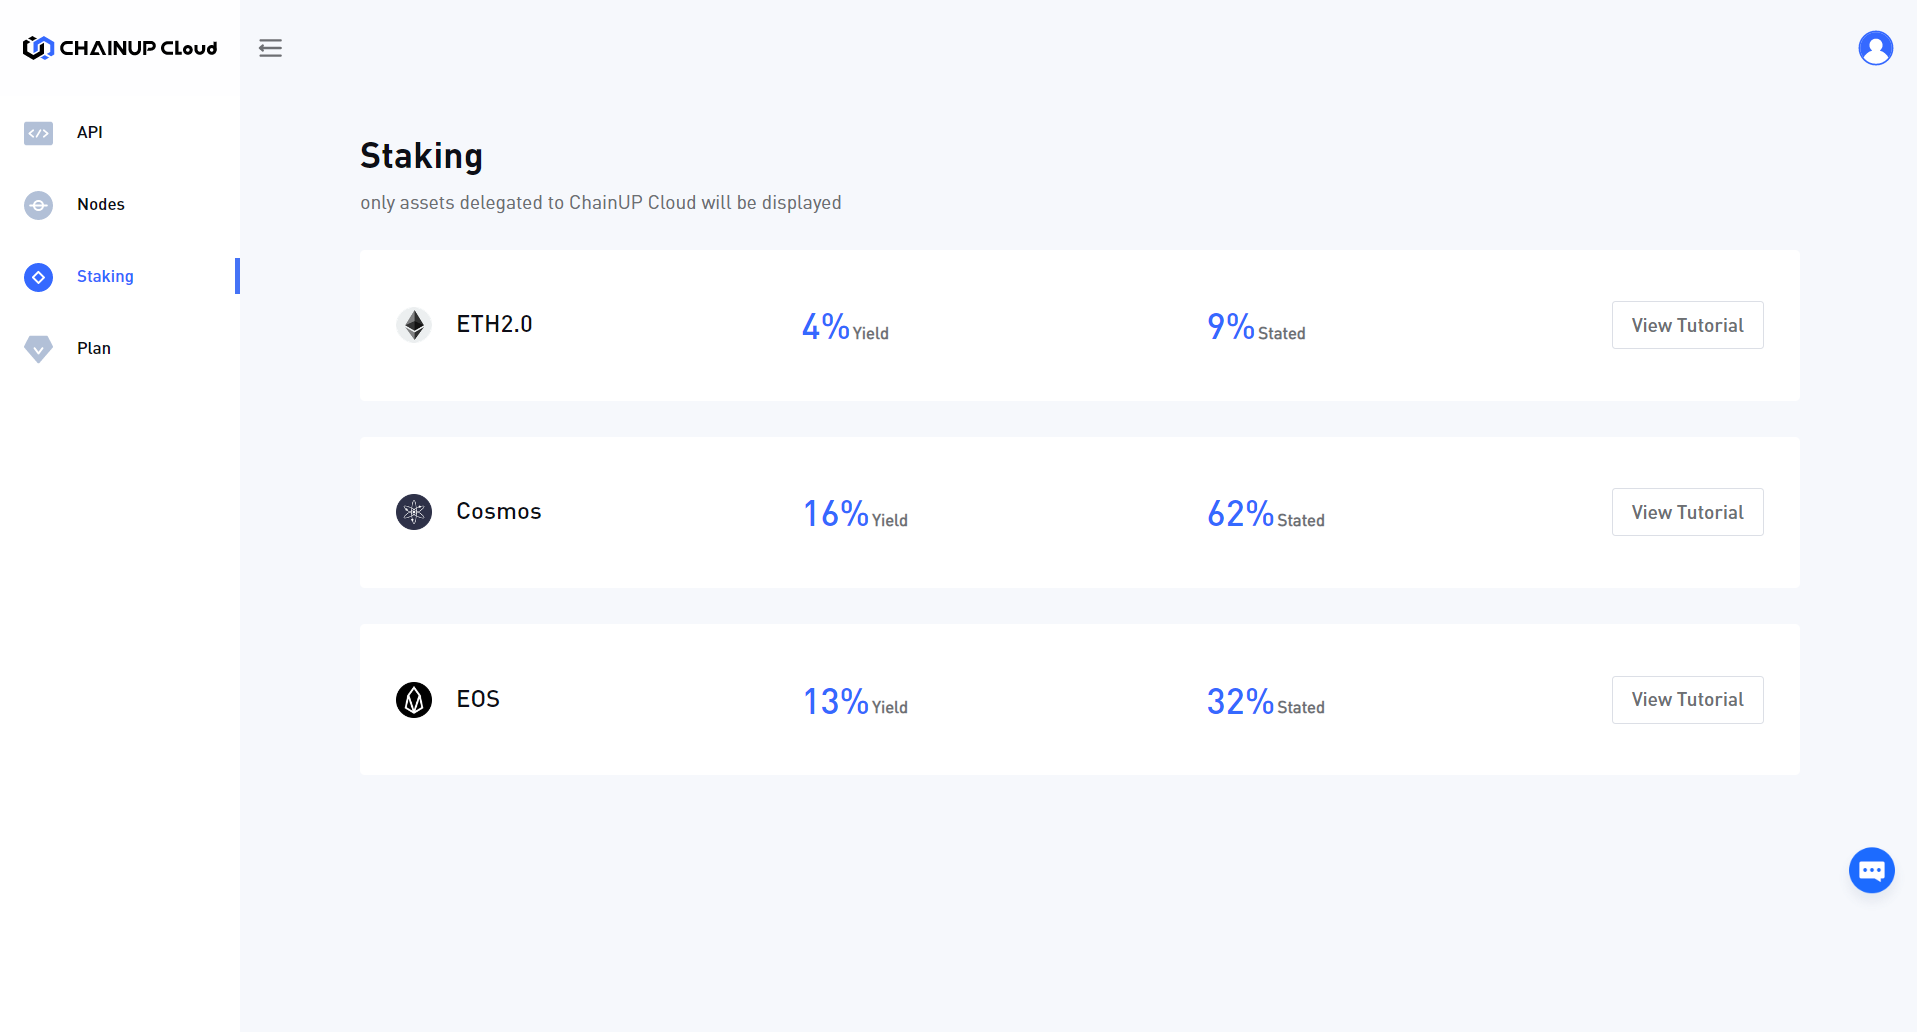 CHAINUP CLoud
API
Nodes
Staking
Plan
Staking
only assets delegated to ChainUP Cloud will be displayed
ETH2.0 4% Yield 9% Stated View Tutorial
Cosmos 16% Yield 62% Stated View Tutorial
EOS 13% Yield 32% Stated View Tutorial